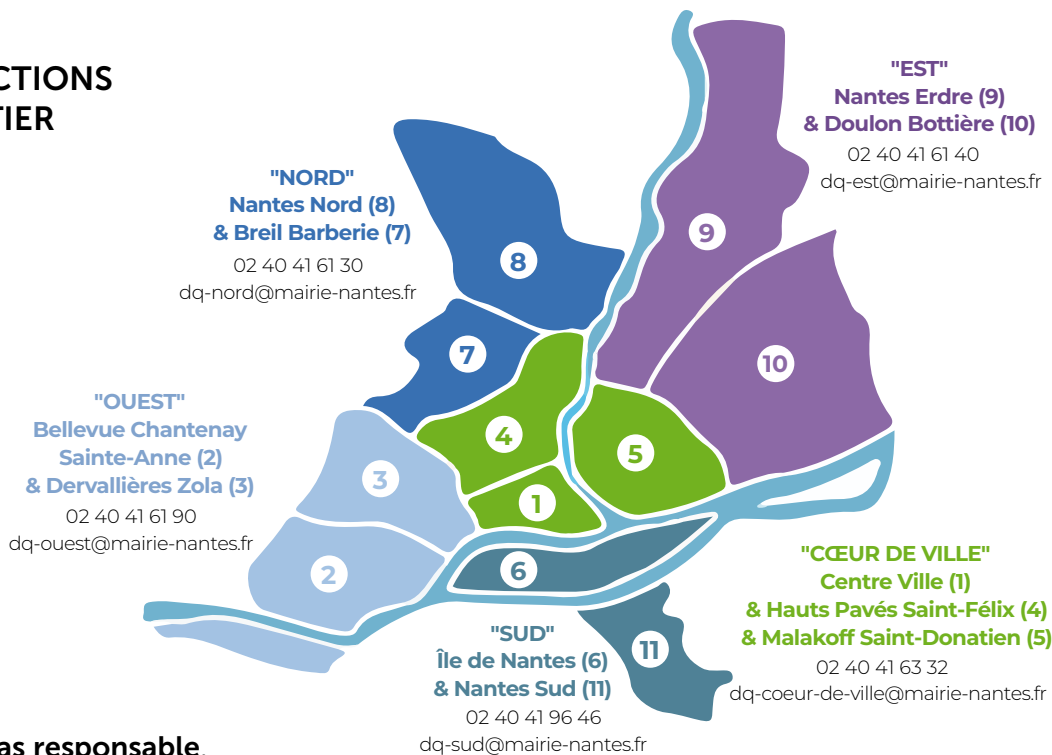 CTIONS
TIER
"EST"
Nantes Erdre (9)
& Doulon Bottière (10)
02 40 41 61 40
dq-est@mairie-nantes.fr
"NORD"
Nantes Nord (8)
& Breil Barberie (7)
02 40 41 61 30
dq-nord@mairie-nantes.fr
9
8
7
10
"OUEST"
Bellevue Chantenay
Sainte-Anne (2)
& Dervallières Zola (3)
02 40 41 61 90
dq-ouest@mairie-nantes.fr
4
5
3
1
6
2
11
"CŒUR DE VILLE"
Centre Ville (1)
& Hauts Pavés Saint-Félix (4)
& Malakoff Saint-Donatien (5)
02 40 41 63 32
dq-coeur-de-ville@mairie-nantes.fr
"SUD"
Île de Nantes (6)
& Nantes Sud (11)
02 40 41 96 46
dq-sud@mairie-nantes.fr
as responsable.